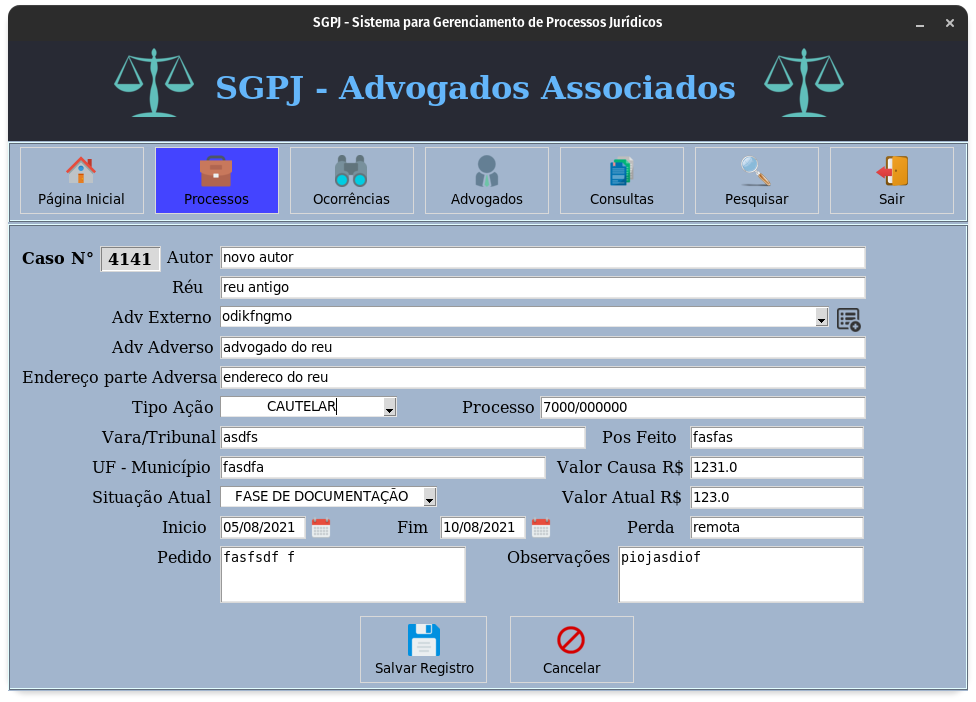 SGPJ - Sistema para Gerenciamento de Processos Jurídicos
SGPJ - Advogados Associados
Página Inicial Processos Ocorrências Advogados Consultas Pesquisar Sair
Caso N° 4141 Autor novo autor
Réu reu antigo
Adv Externo odikfngmo
Adv Adverso advogado do reu
Endereço parte Adversa endereco do reu
Tipo Ação CAUTELAR Processo 7000/000000
Vara/Tribunal asdfs Pos Feito fasfas
UF - Município fasdfa Valor Causa R$ 1231.0
Situação Atual FASE DE DOCUMENTAÇÃO Valor Atual R$ 123.0
Inicio 05/08/2021 Fim 10/08/2021 Perda remota
Pedido fasfsdf f Observações piojasdiof
Salvar Registro Cancelar